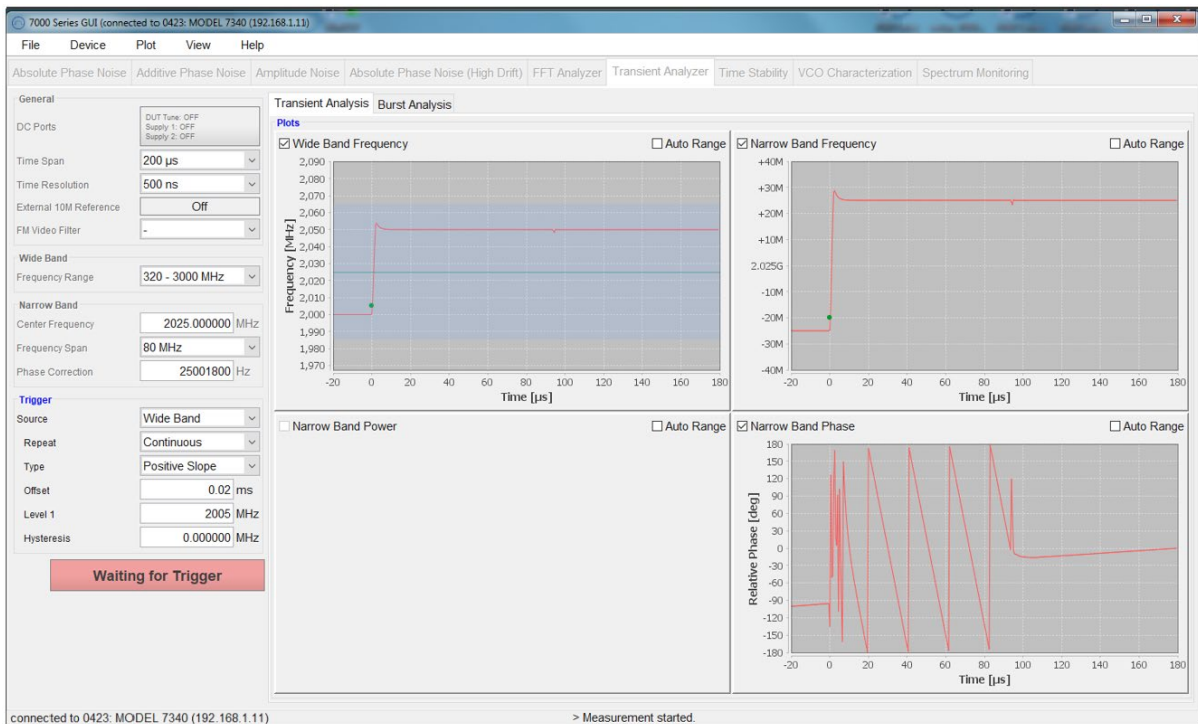 7000 Series GUI (connected to 0423: MODEL 7340 (192.168.1.11)
File Device Plot View Help
Absolute Phase Noise Additive Phase Noise Amplitude Noise Absolute Phase Noise (High Drift) FFT Analyzer Transient Analyzer Time Stability VCO Characterization Spectrum Monitoring
General
DC Ports
DUT Tune: OFF
Supply 1: OFF
Supply 2: OFF
Time Span 200 µs
Time Resolution 500 ns
External 10M Reference Off
FM Video Filter -
Wide Band
Frequency Range 320 - 3000 MHz
Narrow Band
Center Frequency 2025.000000 MHz
Frequency Span 80 MHz
Phase Correction 25001800 Hz
Trigger
Source Wide Band
Repeat Continuous
Type Positive Slope
Offset 0.02 ms
Level 1 2005 MHz
Hysteresis 0.000000 MHz
Waiting for Trigger
Transient Analysis Burst Analysis
Plots
Wide Band Frequency Auto Range
2,090
2,080
2,070
2,060
2,050
2,040
2,030
2,020
2,010
2,000
1,990
1,980
1,970
Frequency [MHz]
-20 0 20 40 60 80 100 120 140 160 180
Time [µs]
Narrow Band Frequency Auto Range
+40M
+30M
+20M
+10M
2.025G
-10M
-20M
-30M
-40M
-20 0 20 40 60 80 100 120 140 160 180
Time [µs]
Narrow Band Power Auto Range
Narrow Band Phase Auto Range
180
150
120
90
60
30
0
-30
-60
-90
-120
-150
-180
Relative Phase [deg]
-20 0 20 40 60 80 100 120 140 160 180
Time [µs]
connected to 0423: MODEL 7340 (192.168.1.11) > Measurement started.